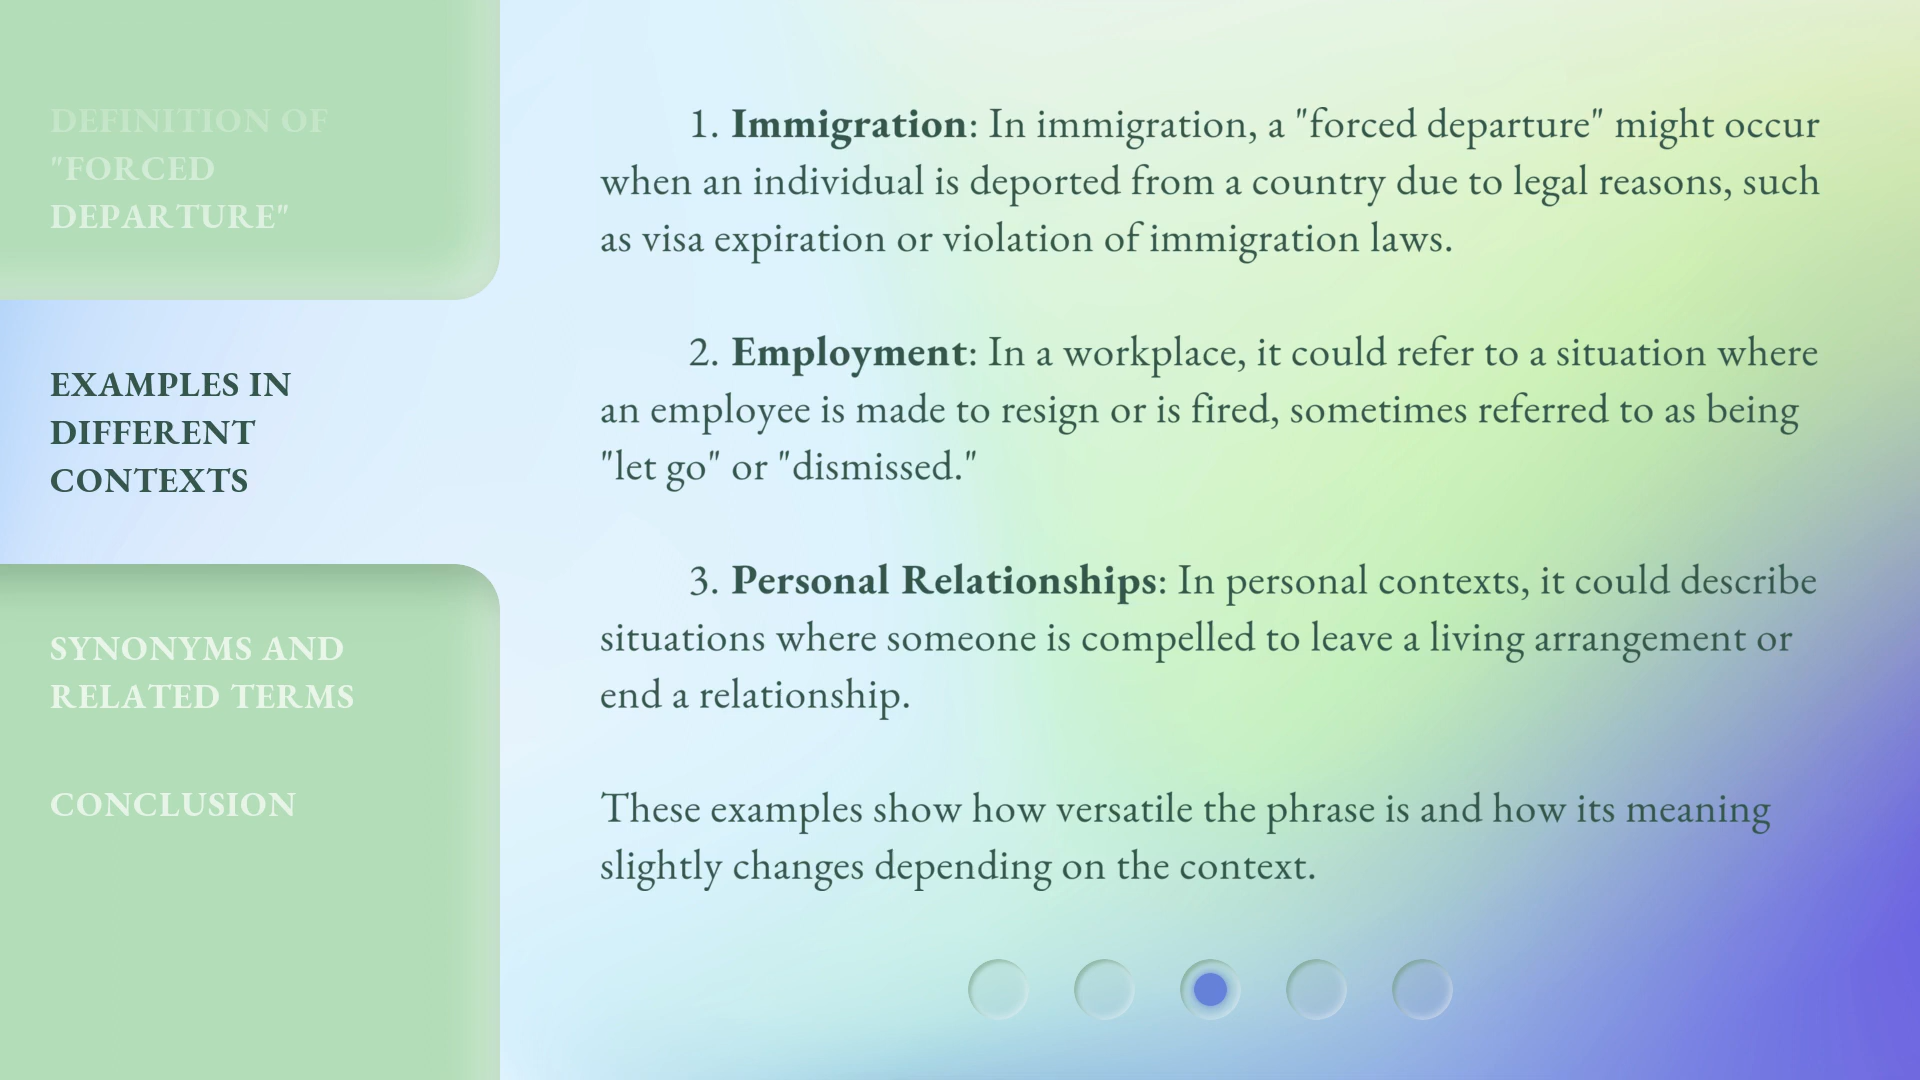 DEFINITION OF
"FORCED
DEPARTURE"
EXAMPLES IN
DIFFERENT
CONTEXTS
SYNONYMS AND
RELATED TERMS
CONCLUSION
1. Immigration: In immigration, a "forced departure" might occur
when an individual is deported from a country due to legal reasons, such
as visa expiration or violation of immigration laws.
2. Employment: In a workplace, it could refer to a situation where
an employee is made to resign or is fired, sometimes referred to as being
"let go" or "dismissed."
3. Personal Relationships: In personal contexts, it could describe
situations where someone is compelled to leave a living arrangement or
end a relationship.
These examples show how versatile the phrase is and how its meaning
slightly changes depending on the context.